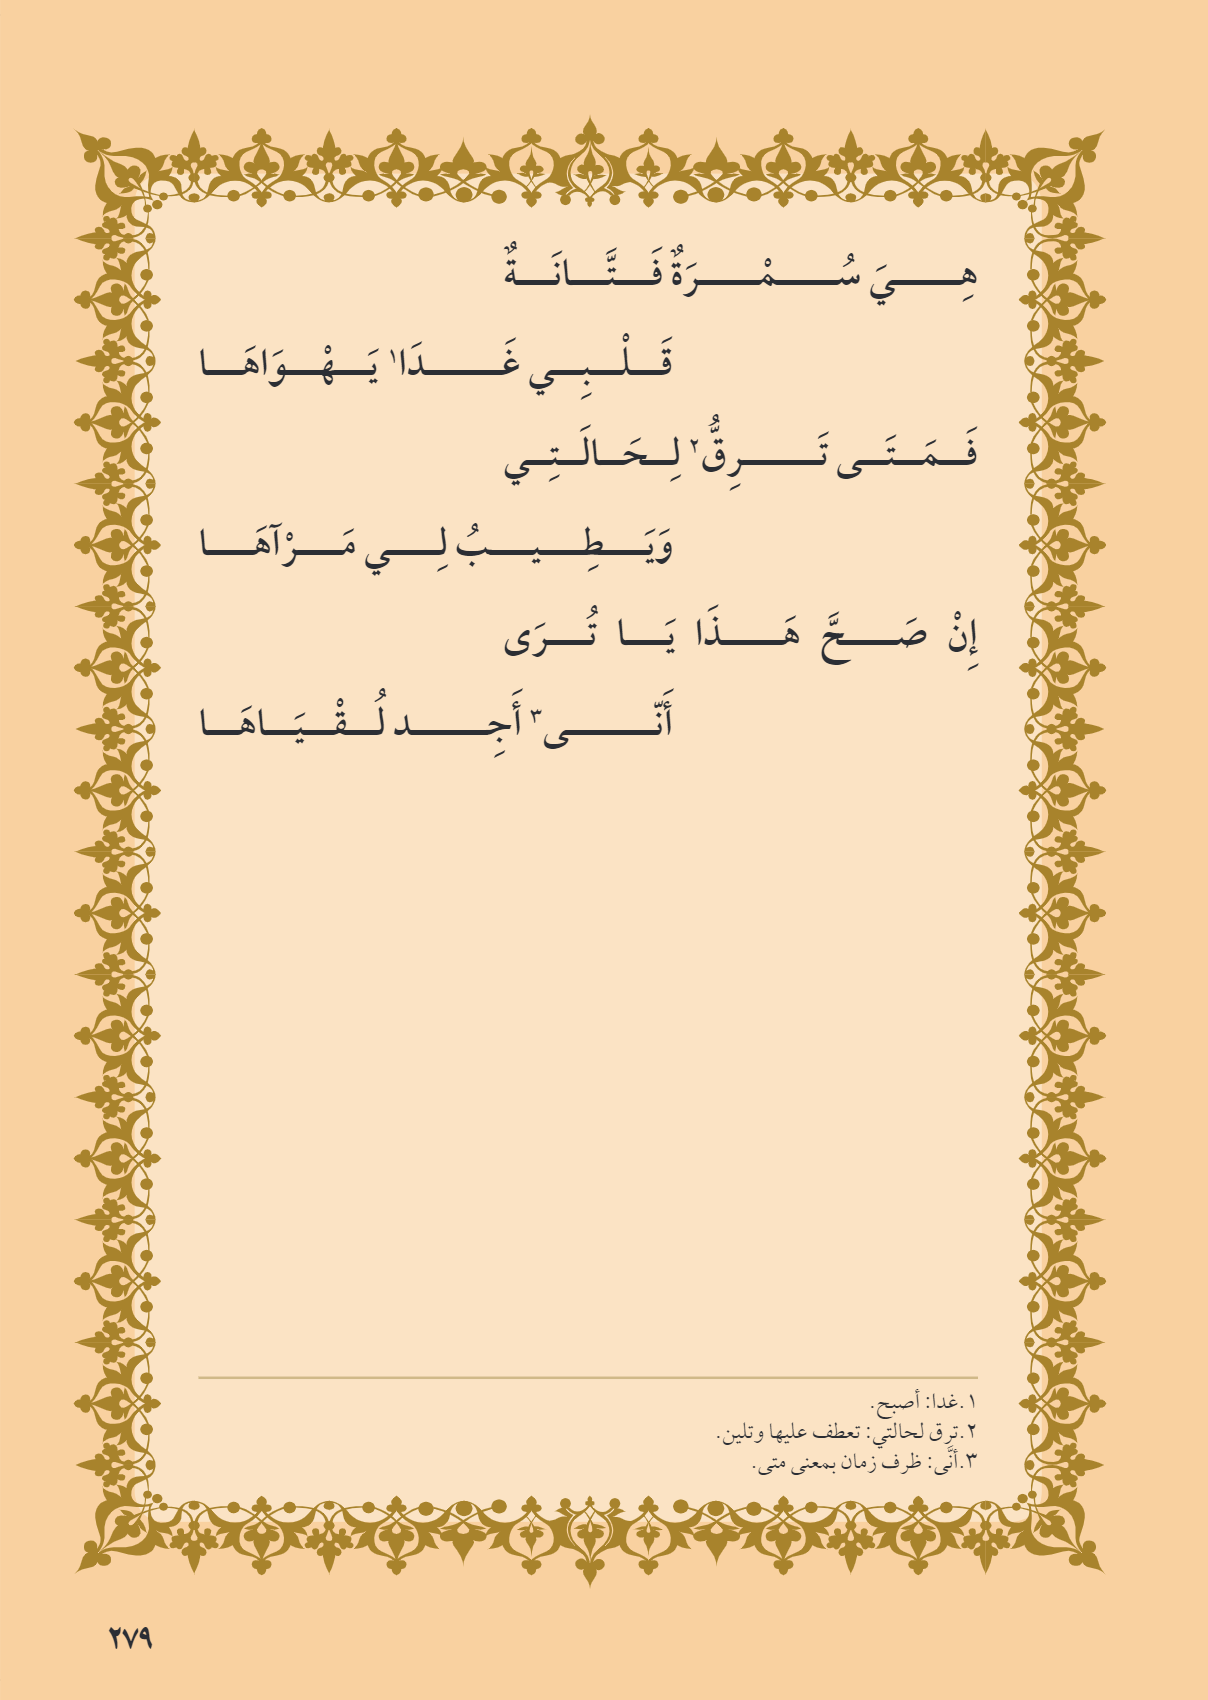 هِيَ سُمْرَةٌ فَتَّانَةٌ
قَلْبِي غَدَا١ يَهْوَاهَا
فَمَتَى تَرِقُّ٢ لِحَالَتِي
وَيَطِيبُ لِي مَرْآهَا
إِنْ صَحَّ هَذَا يَا تُرَى
أَنَّى٣ أَجِد لُقْيَاهَا
١.غدا: أصبح.
٢.ترِق لحالتي: تعطف عليها وتلين.
٣.أنَّى: ظرف زمان بمعنى متى.
٢٧٩